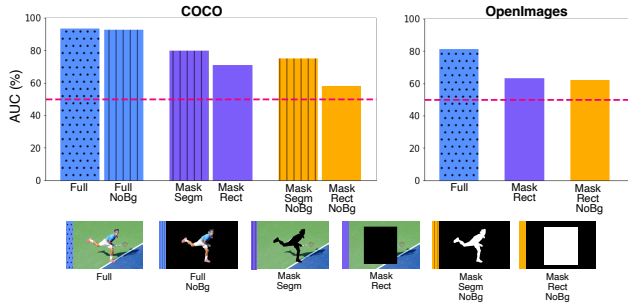 COCO
OpenImages
AUC (%)
100
80
60
40
20
0
Full
Full
NoBg
Mask
Segm
Mask
Rect
Mask
Segm
NoBg
Mask
Rect
NoBg
100
80
60
40
20
0
Full
Mask
Rect
Mask
Rect
NoBg
Full
Full
NoBg
Mask
Segm
Mask
Rect
Mask
Segm
NoBg
Mask
Rect
NoBg